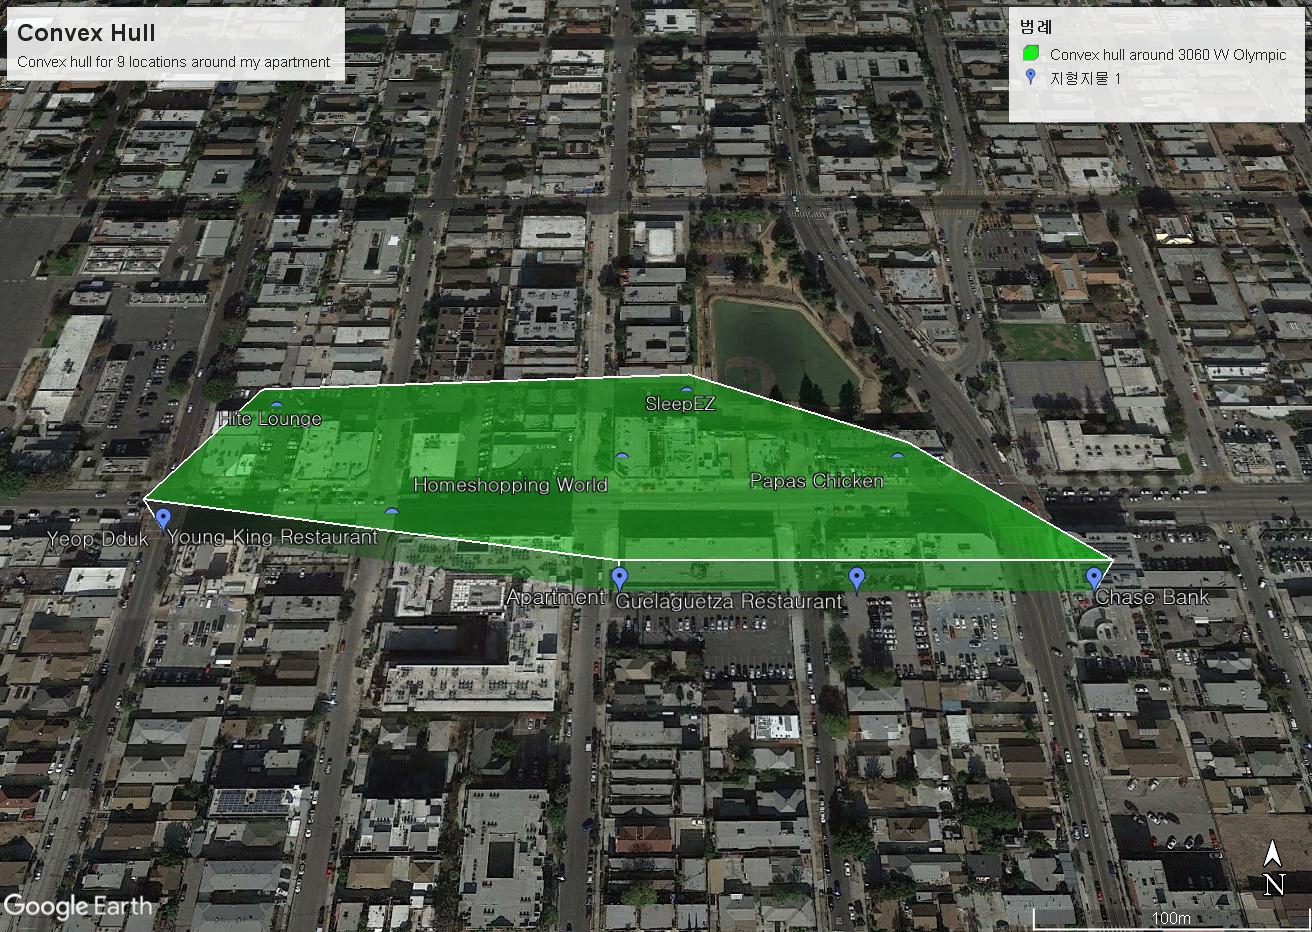 Convex Hull
Convex hull for 9 locations around my apartment
범례
Convex hull around 3060 W Olympic
지형지물 1
Hite Lounge
SleepEZ
Homeshopping World
Papas Chicken
Yeop Dduk
Young King Restaurant
Apartment
Guelaguetza Restaurant
Chase Bank
N
Google Earth
100m